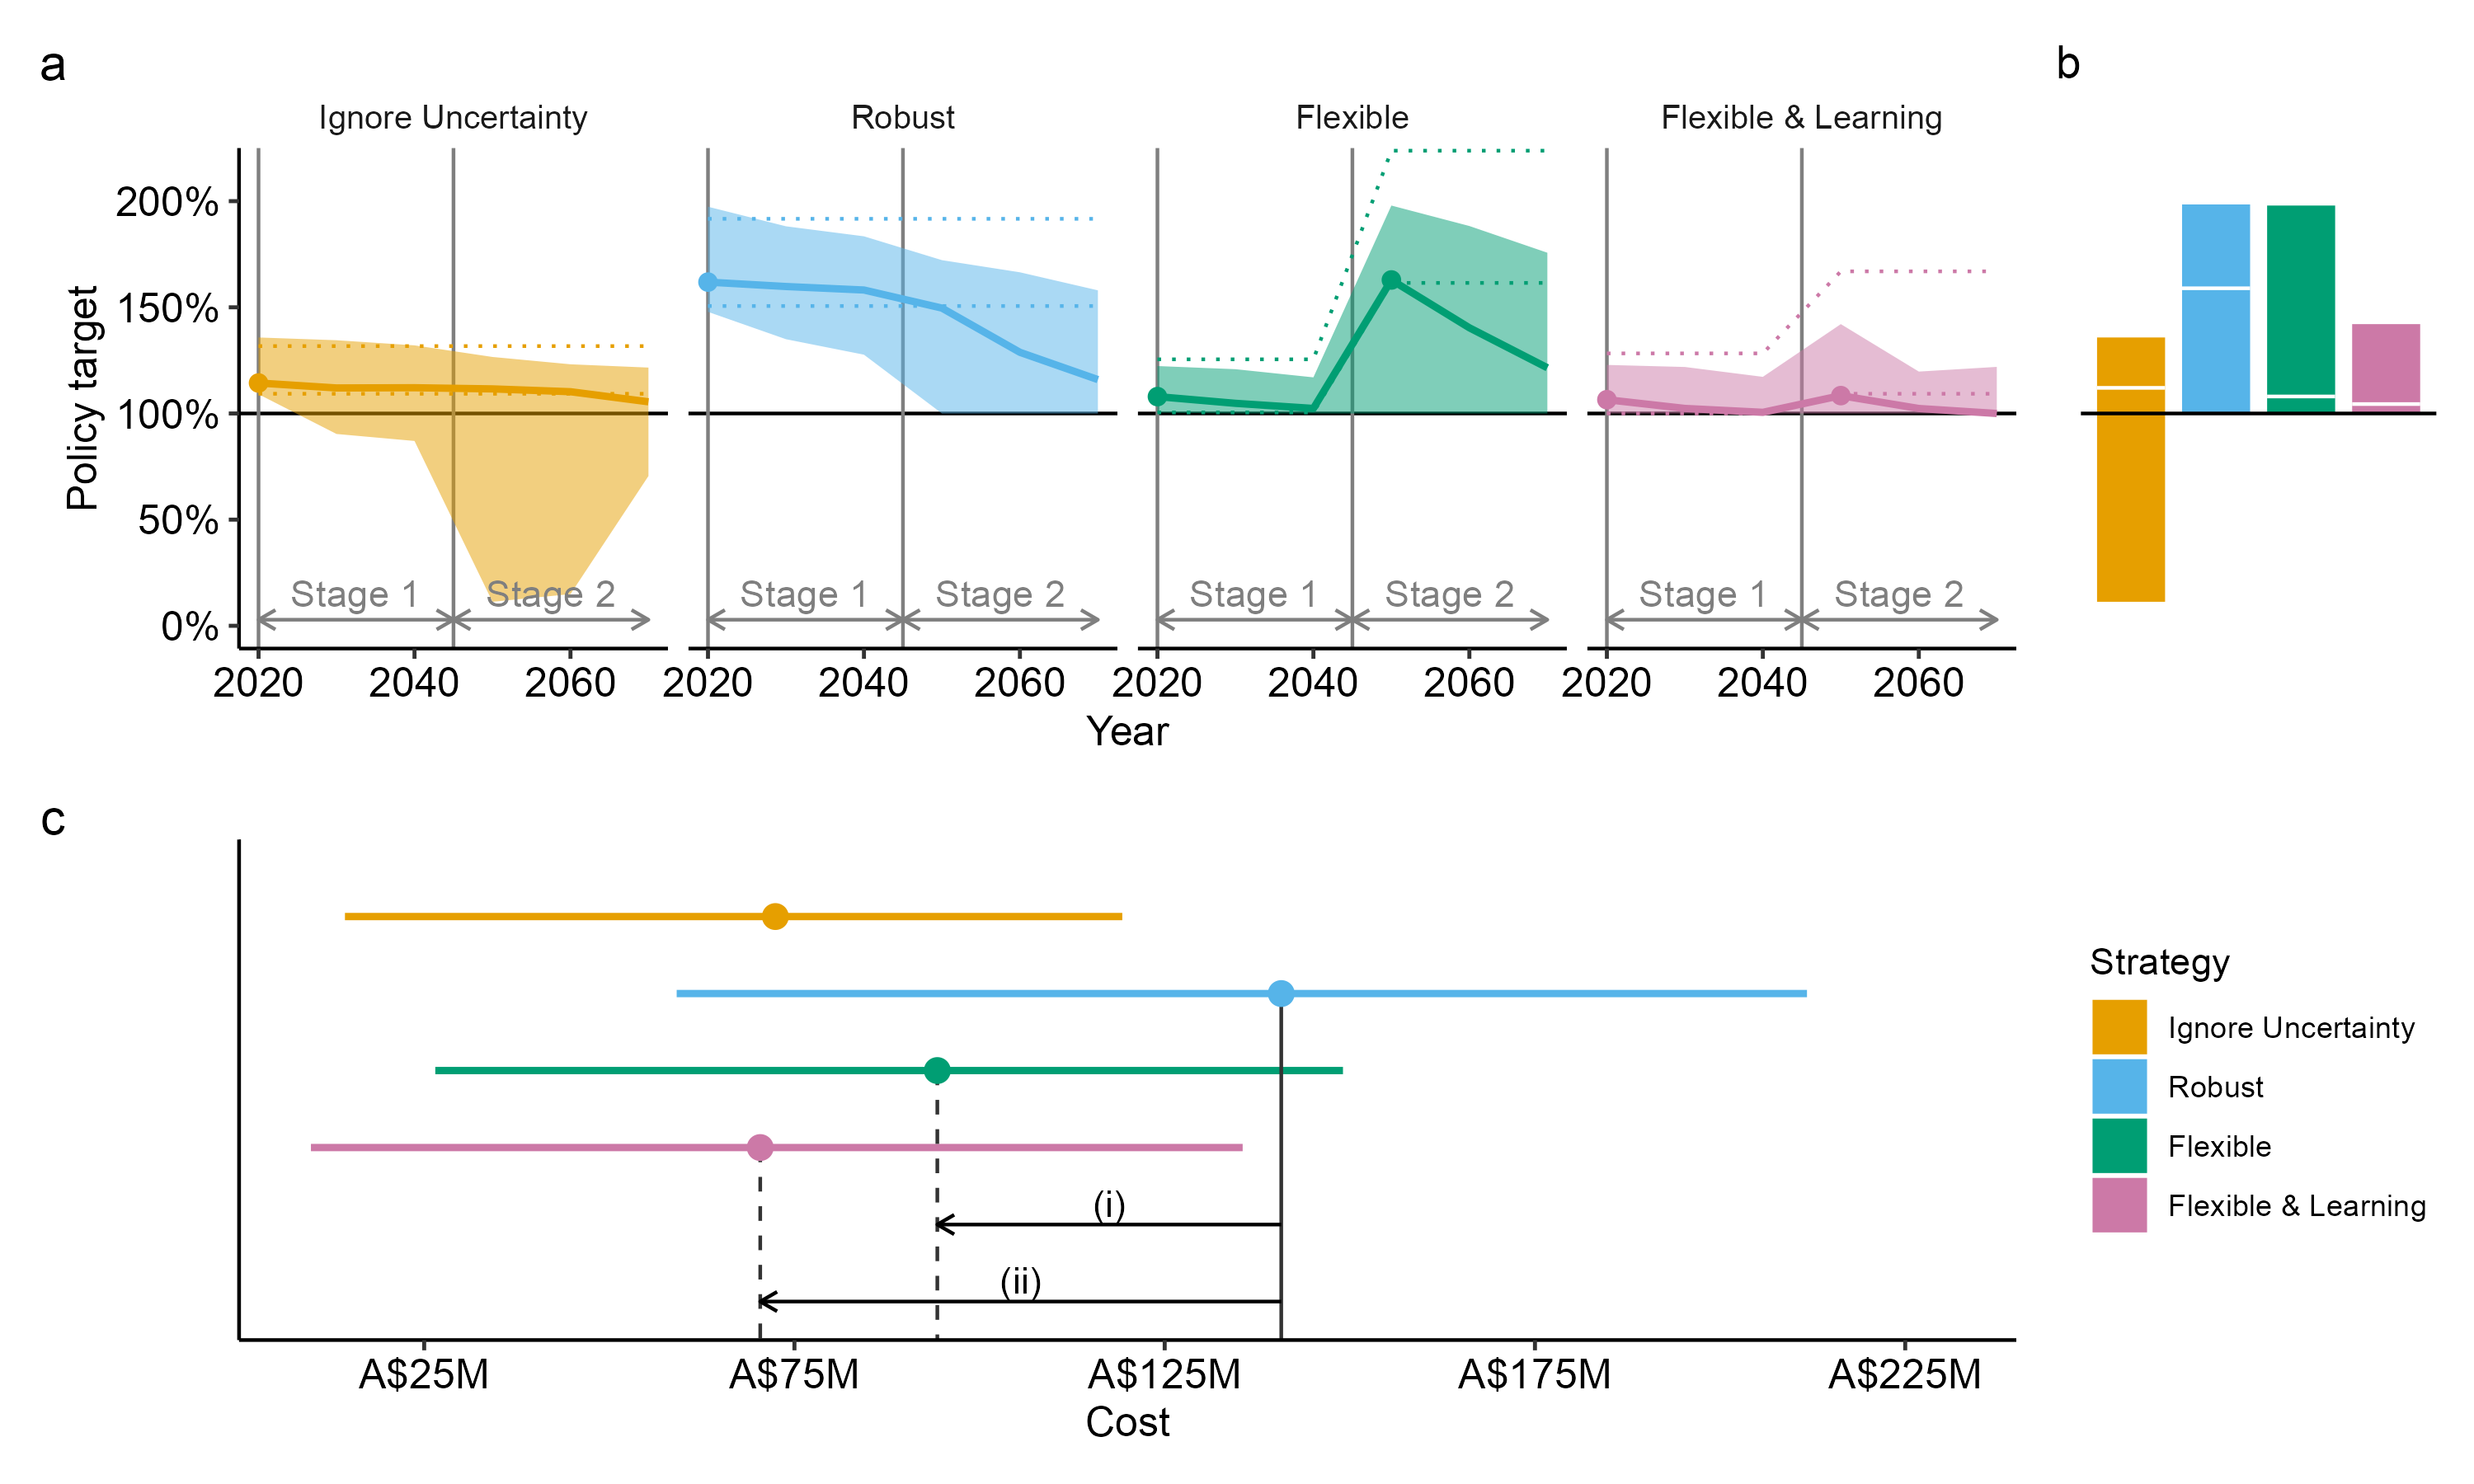 a
b
Ignore Uncertainty
Robust
Flexible
Flexible & Learning
Policy target
200%
150%
100%
50%
0%
Stage 1
Stage 2
Stage 1
Stage 2
Stage 1
Stage 2
Stage 1
Stage 2
2020
2040
2060
2020
2040
2060
2020
2040
2060
2020
2040
2060
Year
c
(i)
(ii)
A$25M
A$75M
A$125M
A$175M
A$225M
Cost
Strategy
Ignore Uncertainty
Robust
Flexible
Flexible & Learning